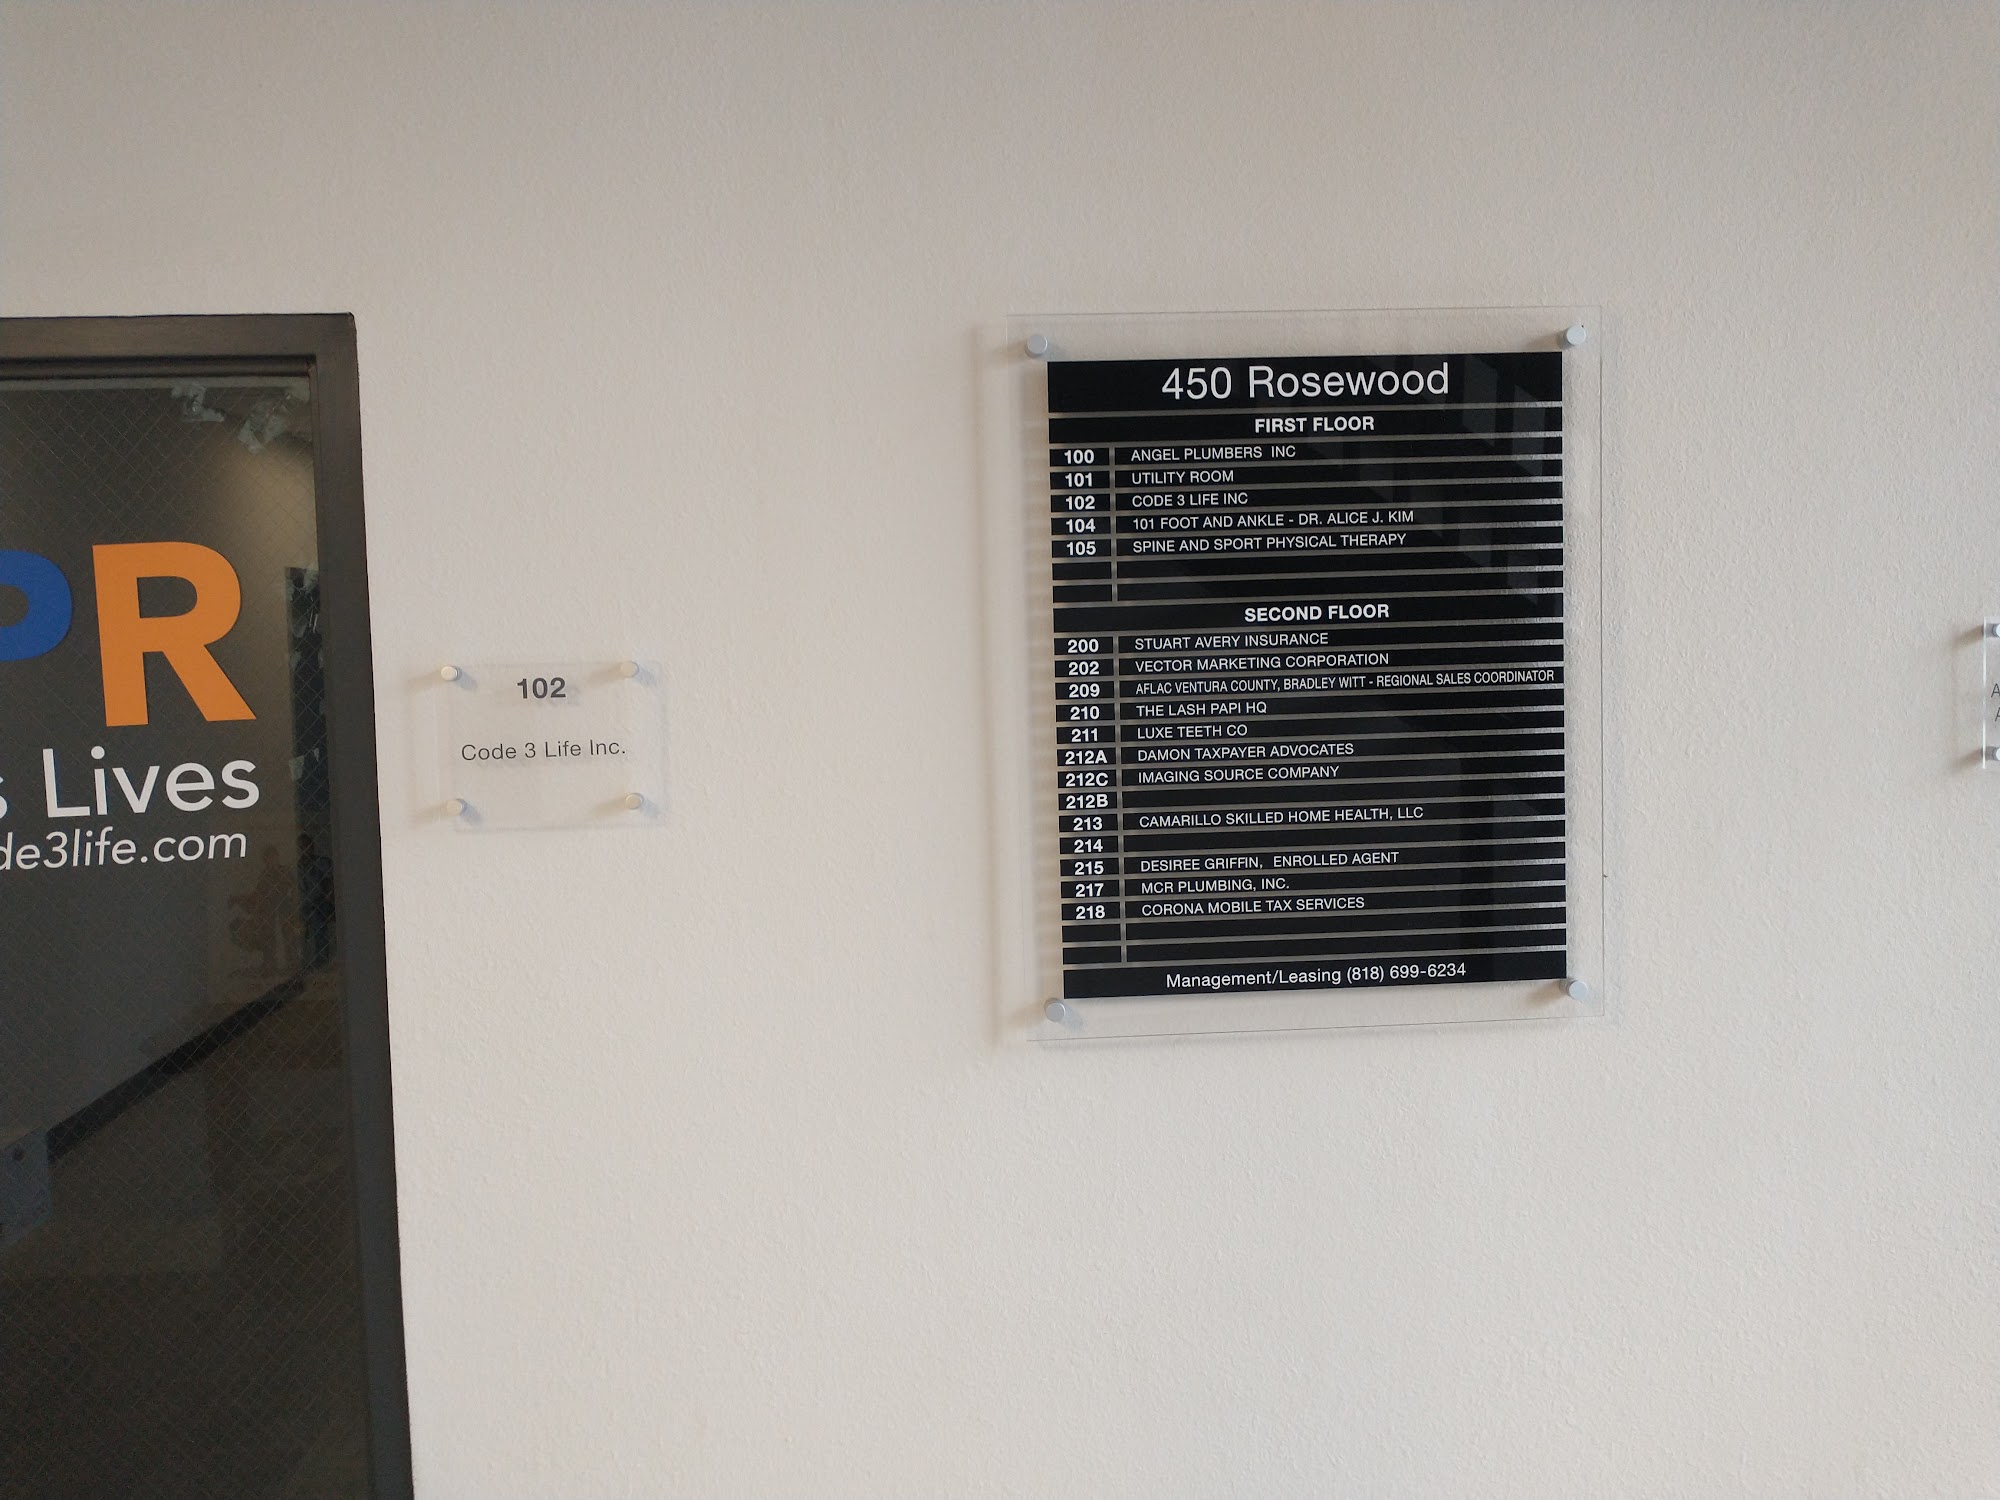 PR
Lives
de3life.com
102
Code 3 Life Inc.
450 Rosewood
FIRST FLOOR
100 ANGEL PLUMBERS INC
101 UTILITY ROOM
102 CODE 3 LIFE INC
104 101 FOOT AND ANKLE - DR. ALICE J. KIM
105 SPINE AND SPORT PHYSICAL THERAPY
SECOND FLOOR
200 STUART AVERY INSURANCE
202 VECTOR MARKETING CORPORATION
209 AFLAC VENTURA COUNTY, BRADLEY WITT - REGIONAL SALES COORDINATOR
210 THE LASH PAPI HQ
211 LUXE TEETH CO
212A DAMON TAXPAYER ADVOCATES
212C IMAGING SOURCE COMPANY
212B
213 CAMARILLO SKILLED HOME HEALTH, LLC
214
215 DESIREE GRIFFIN, ENROLLED AGENT
217 MCR PLUMBING, INC.
218 CORONA MOBILE TAX SERVICES
Management/Leasing (818) 699-6234